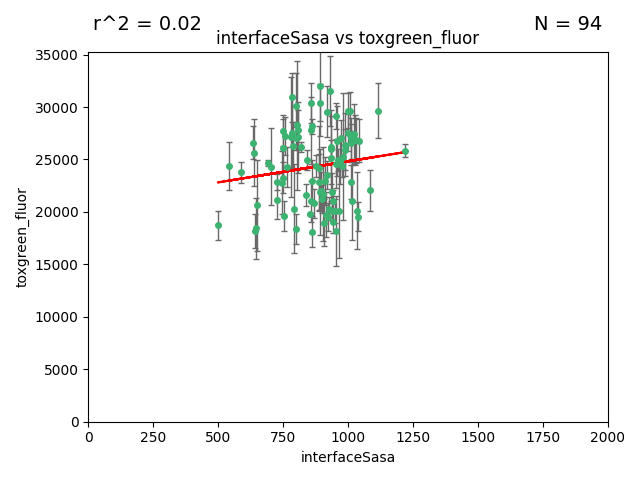 r^2 = 0.02
N = 94
interfaceSasa vs toxgreen_fluor
35000
30000
25000
20000
15000
10000
5000
0
toxgreen_fluor
0 250 500 750 1000 1250 1500 1750 2000
interfaceSasa